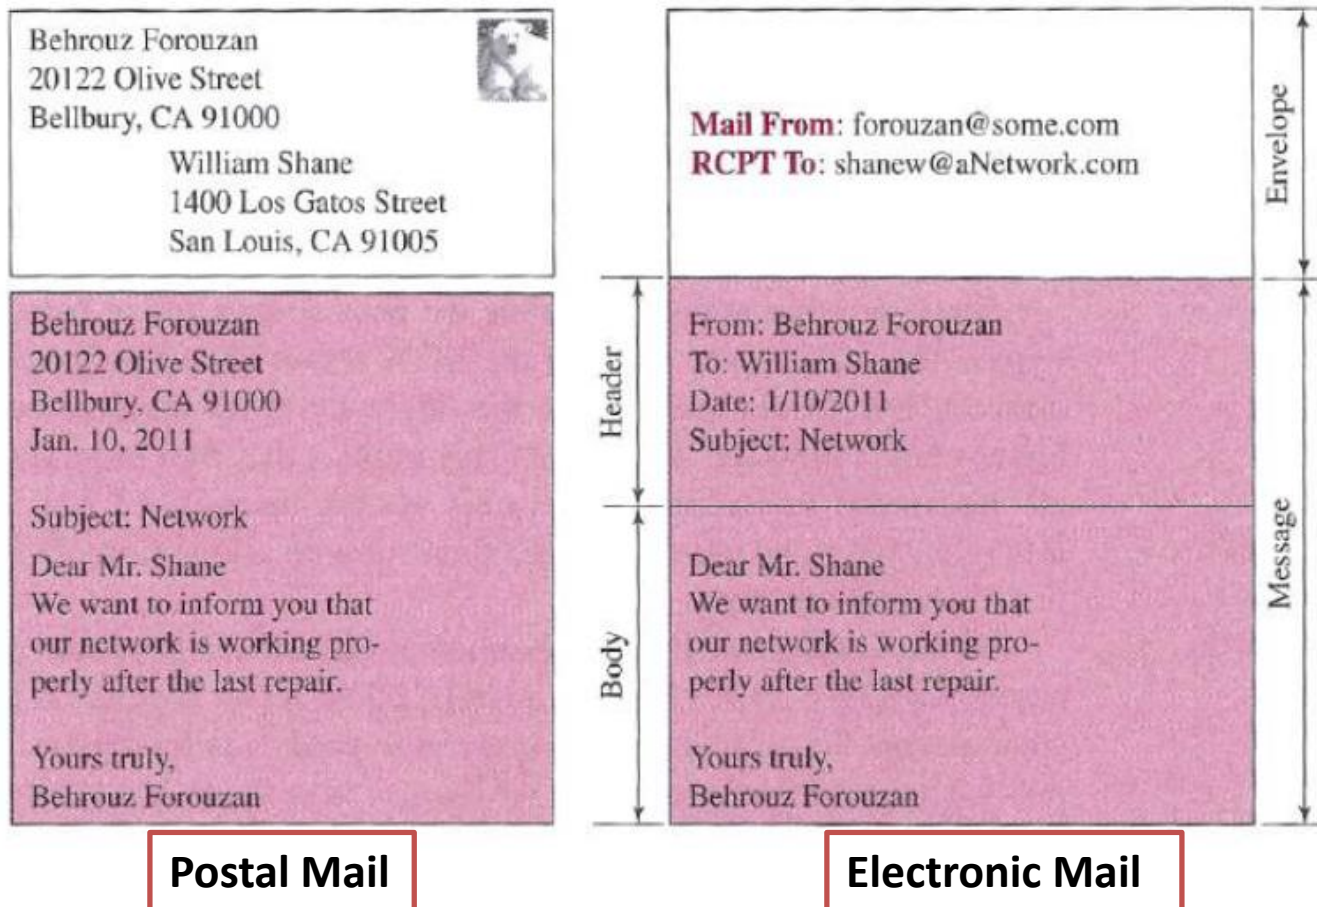 Behrouz Forouzan
20122 Olive Street
Bellbury, CA 91000
William Shane
1400 Los Gatos Street
San Louis, CA 91005
Behrouz Forouzan
20122 Olive Street
Bellbury, CA 91000
Jan. 10, 2011
Subject: Network
Dear Mr. Shane
We want to inform you that
our network is working pro-
perly after the last repair.
Yours truly,
Behrouz Forouzan
Postal Mail
Header
Body
Mail From: forouzan@some.com
RCPT To: shanew@aNetwork.com
From: Behrouz Forouzan
To: William Shane
Date: 1/10/2011
Subject: Network
Dear Mr. Shane
We want to inform you that
our network is working pro-
perly after the last repair.
Yours truly,
Behrouz Forouzan
Electronic Mail
Envelope
Message